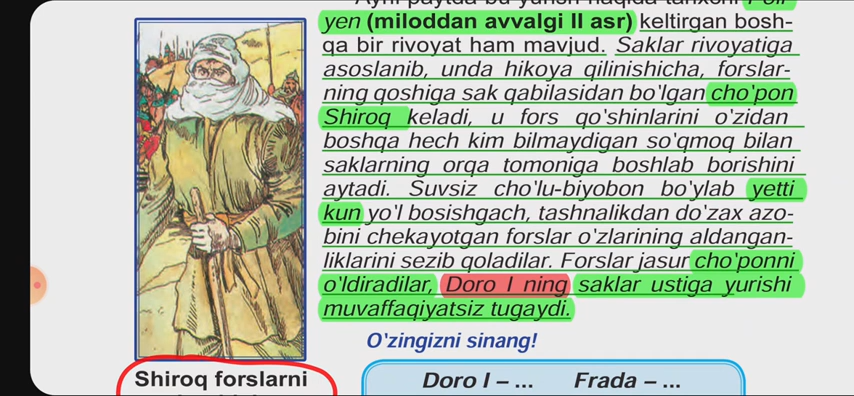 yen (miloddan avvalgi II asr) keltirgan bosh-
qa bir rivoyat ham mavjud. Saklar rivoyatiga
asoslanib, unda hikoya qilinishicha, forslar-
ning qoshiga sak qabilasidan bo'lgan cho'pon
Shiroq keladi, u fors qo'shinlarini o'zidan
boshqa hech kim bilmaydigan so'qmoq bilan
saklarning orqa tomoniga boshlab borishini
aytadi. Suvsiz cho'lu-biyobon bo'ylab yetti
kun yo'l bosishgach, tashnalikdan do'zax azo-
bini chekayotgan forslar o'zlarining aldangan-
liklarini sezib qoladilar. Forslar jasur cho'ponni
o'ldiradilar, Doro I ning saklar ustiga yurishi
muvaffaqiyatsiz tugaydi.
O'zingizni sinang!
Shiroq forslarni
Doro I – ... Frada – ...